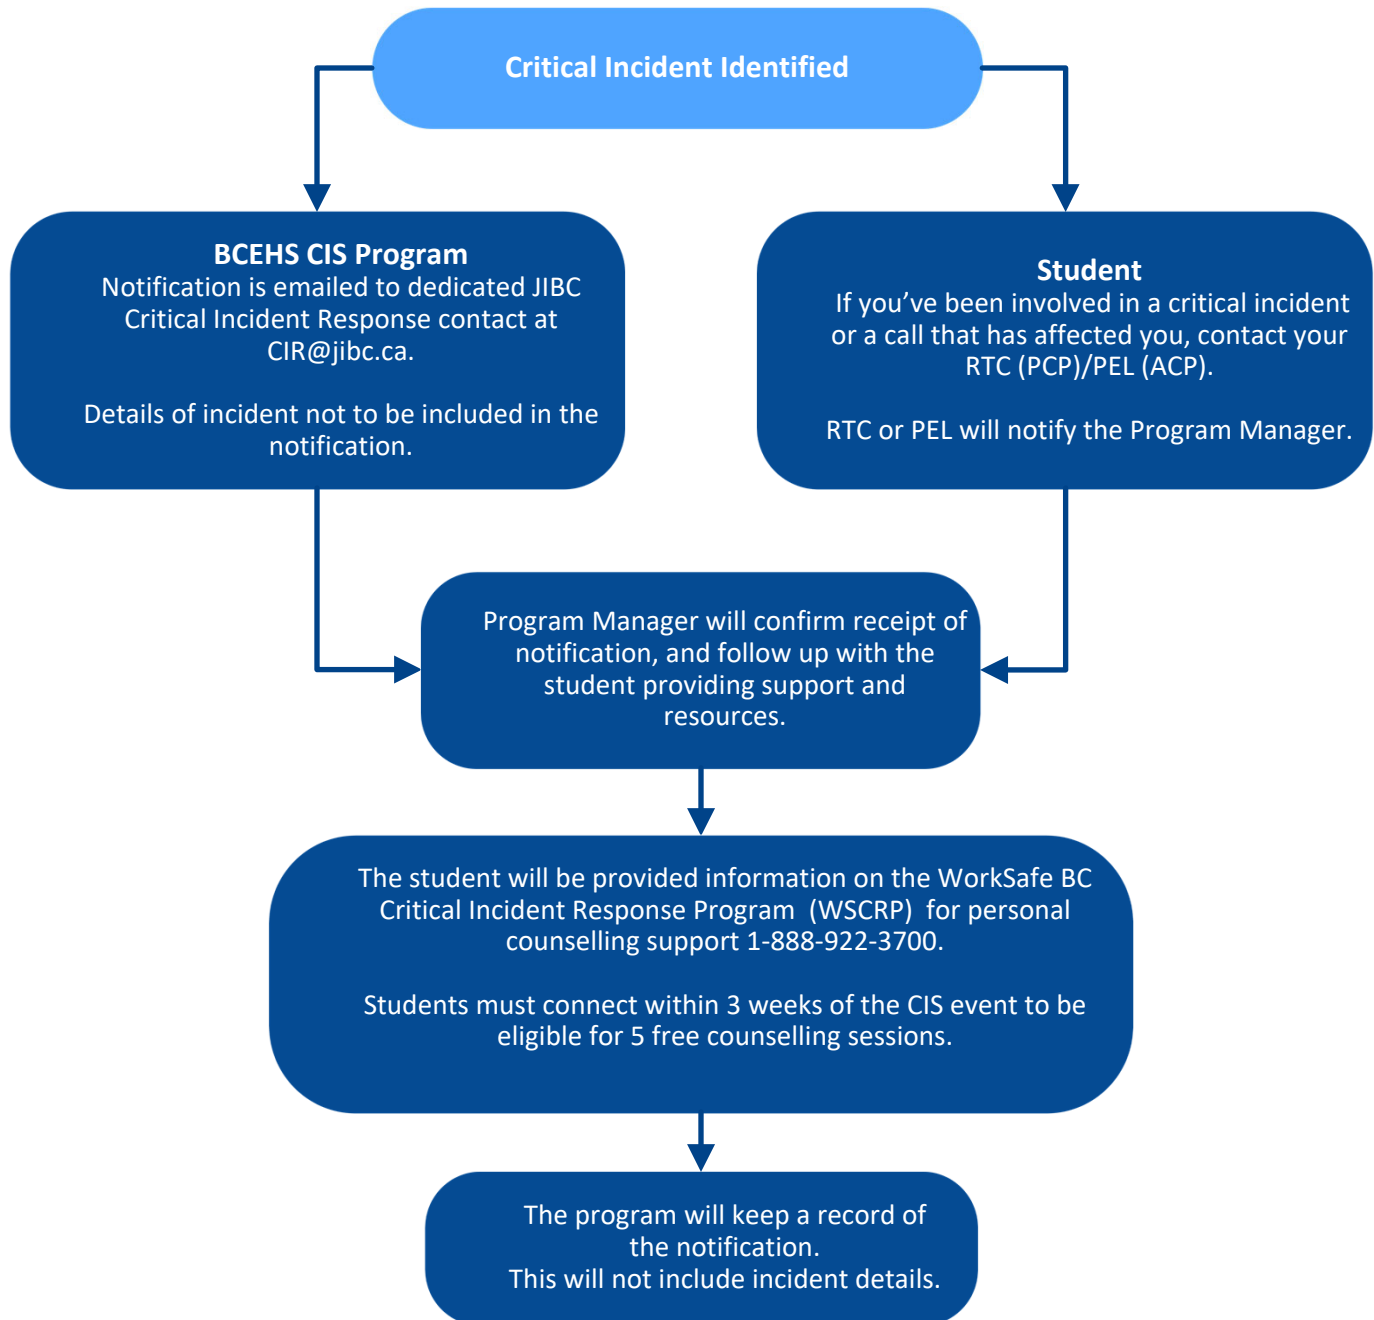 Critical Incident Identified
BCEHS CIS Program
Notification is emailed to dedicated JIBC
Critical Incident Response contact at
CIR@jibc.ca.
Details of incident not to be included in the
notification.
Student
If you’ve been involved in a critical incident
or a call that has affected you, contact your
RTC (PCP)/PEL (ACP).
RTC or PEL will notify the Program Manager.
Program Manager will confirm receipt of
notification, and follow up with the
student providing support and
resources.
The student will be provided information on the WorkSafe BC
Critical Incident Response Program (WSCRP) for personal
counselling support 1-888-922-3700.
Students must connect within 3 weeks of the CIS event to be
eligible for 5 free counselling sessions.
The program will keep a record of
the notification.
This will not include incident details.